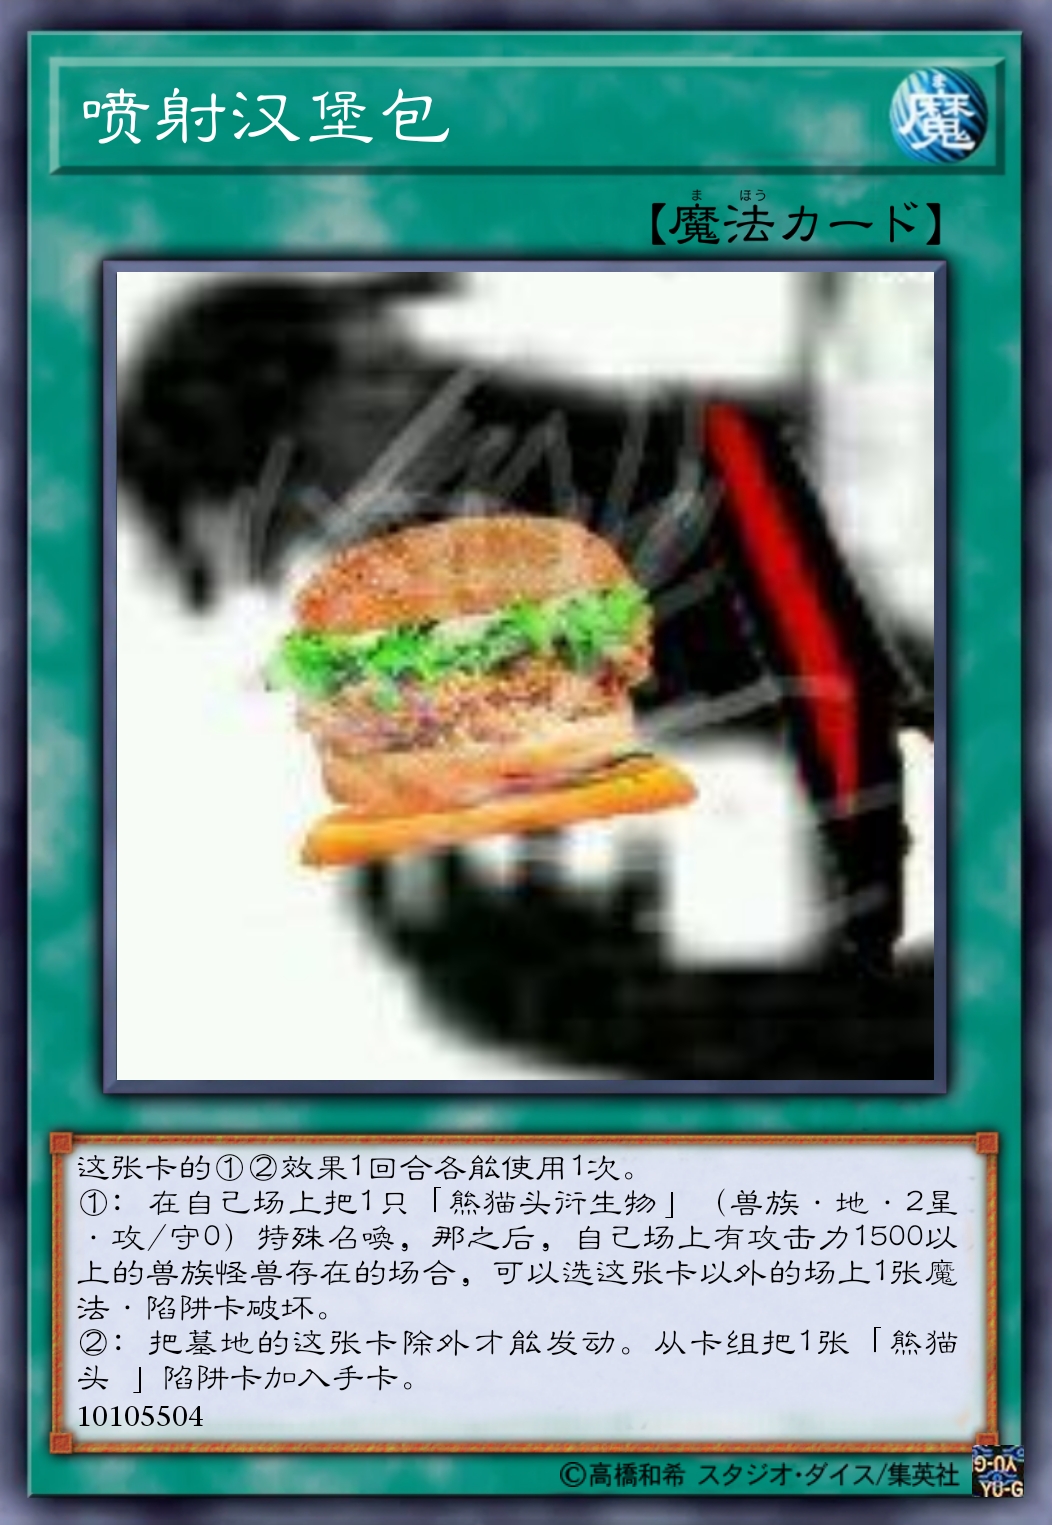 喷射汉堡包
魔
ま ほう
【魔法カード】
这张卡的①②效果1回合各能使用1次。
①：在自己场上把1只「熊猫头衍生物」（兽族·地·2星
·攻/守0）特殊召唤，那之后，自己场上有攻击力1500以
上的兽族怪兽存在的场合，可以选这张卡以外的场上1张魔
法·陷阱卡破坏。
②：把墓地的这张卡除外才能发动。从卡组把1张「熊猫
头 」陷阱卡加入手卡。
10105504
©高橋和希 スタジオ·ダイス/集英社